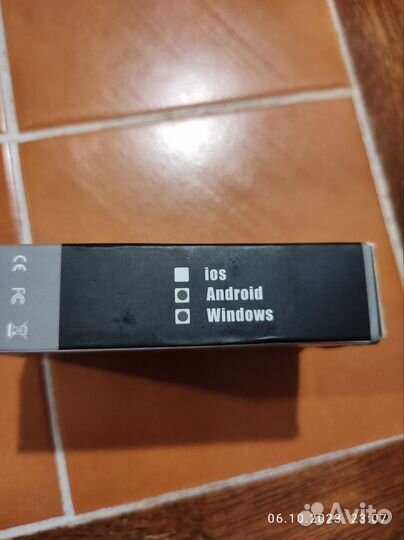 CE
FC
ios
Android
Windows
06.10.2023 23:07
Avito